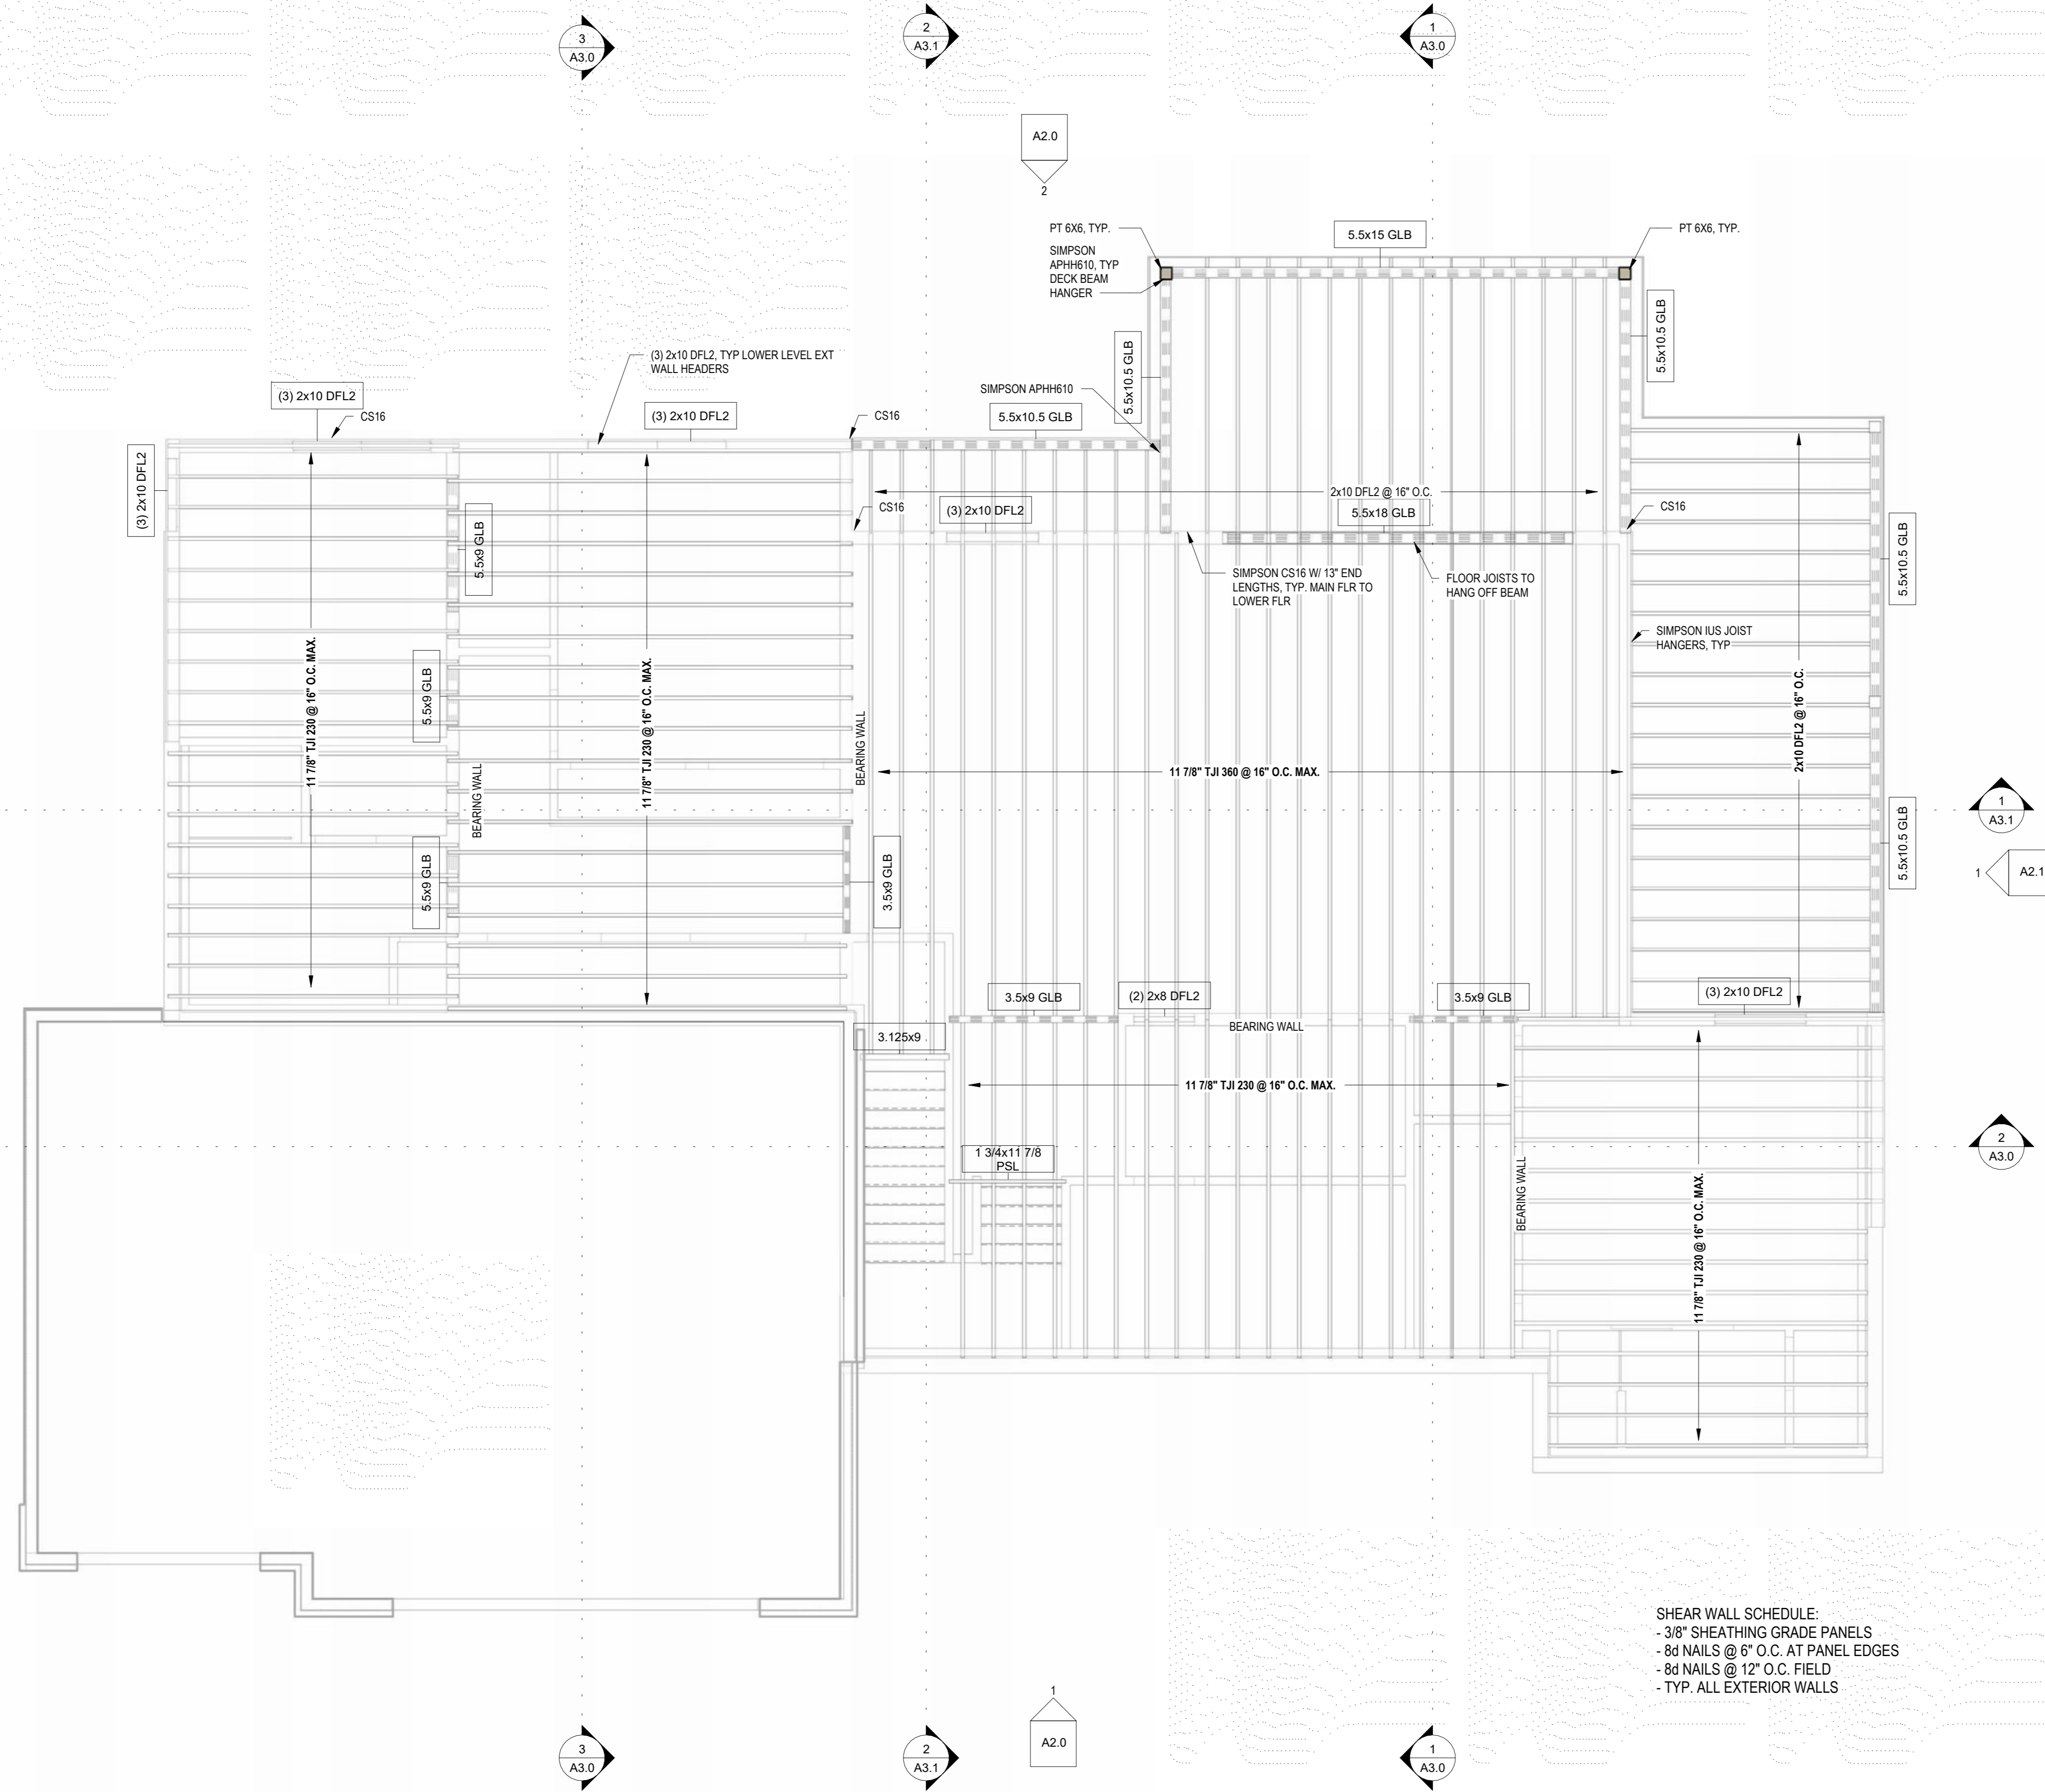 3
A3.0
2
A3.1
1
A3.0
A2.0
2
PT 6X6, TYP.
SIMPSON
APHH610, TYP
DECK BEAM
HANGER
5.5x15 GLB
PT 6X6, TYP.
5.5x10.5 GLB
5.5x10.5 GLB
(3) 2x10 DFL2, TYP LOWER LEVEL EXT
WALL HEADERS
(3) 2x10 DFL2
CS16
(3) 2x10 DFL2
CS16
SIMPSON APHH610
5.5x10.5 GLB
(3) 2x10 DFL2
5.5x9 GLB
CS16
(3) 2x10 DFL2
2x10 DFL2 @ 16" O.C.
5.5x18 GLB
CS16
5.5x10.5 GLB
SIMPSON CS16 W/ 13" END
LENGTHS, TYP. MAIN FLR TO
LOWER FLR
FLOOR JOISTS TO
HANG OFF BEAM
SIMPSON IUS JOIST
HANGERS, TYP
11 7/8" TJI 230 @ 16" O.C. MAX.
5.5x9 GLB
11 7/8" TJI 230 @ 16" O.C. MAX.
BEARING WALL
2x10 DFL2 @ 16" O.C.
11 7/8" TJI 360 @ 16" O.C. MAX.
BEARING WALL
1
A3.1
5.5x9 GLB
3.5x9 GLB
5.5x10.5 GLB
1
A2.1
3.5x9 GLB
(2) 2x8 DFL2
3.5x9 GLB
(3) 2x10 DFL2
BEARING WALL
3.125x9
11 7/8" TJI 230 @ 16" O.C. MAX.
2
A3.0
1 3/4x11 7/8
PSL
BEARING WALL
11 7/8" TJI 230 @ 16" O.C. MAX.
SHEAR WALL SCHEDULE:
- 3/8" SHEATHING GRADE PANELS
- 8d NAILS @ 6" O.C. AT PANEL EDGES
- 8d NAILS @ 12" O.C. FIELD
- TYP. ALL EXTERIOR WALLS
3
A3.0
2
A3.1
1
A2.0
1
A3.0